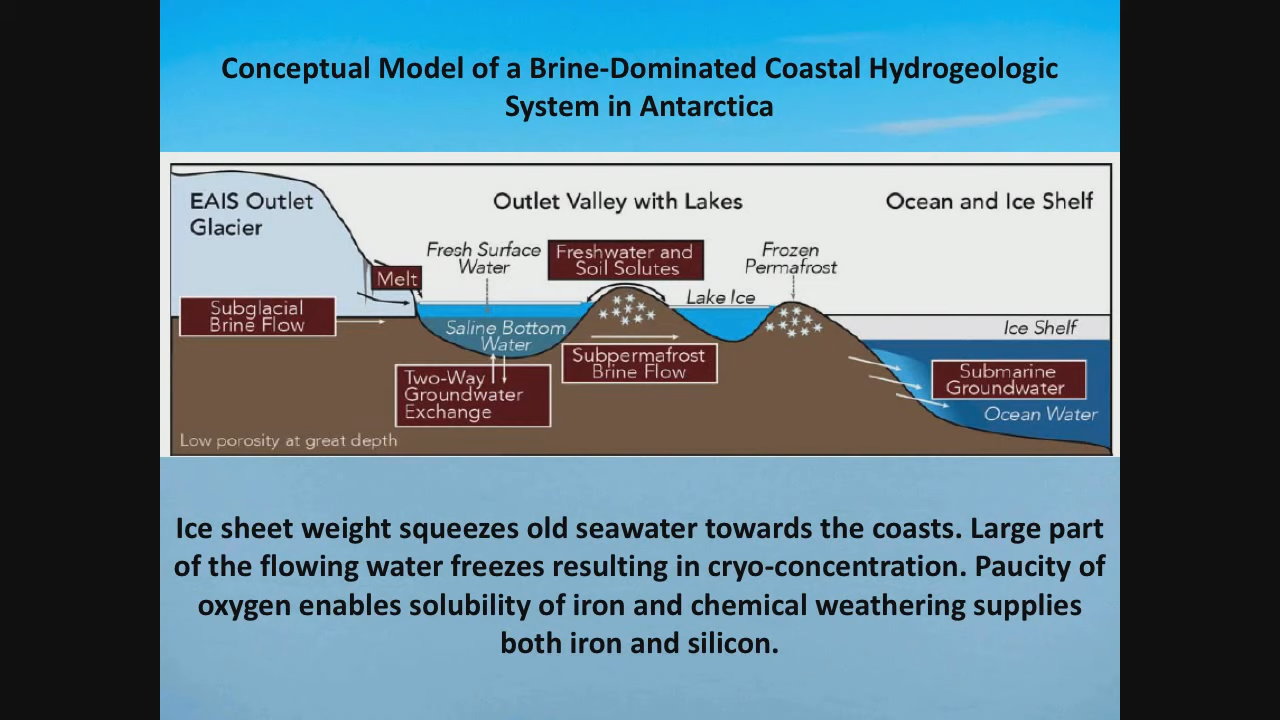 Conceptual Model of a Brine-Dominated Coastal Hydrogeologic
System in Antarctica
EAIS Outlet
Glacier
Outlet Valley with Lakes
Ocean and Ice Shelf
Fresh Surface
Water
Freshwater and
Soil Solutes
Frozen
Permafrost
Melt
Lake Ice
Subglacial
Brine Flow
Saline Bottom
Water
Ice Shelf
Subpermafrost
Brine Flow
Two-Way
Groundwater
Exchange
Submarine
Groundwater
Ocean Water
Low porosity at great depth
Ice sheet weight squeezes old seawater towards the coasts. Large part
of the flowing water freezes resulting in cryo-concentration. Paucity of
oxygen enables solubility of iron and chemical weathering supplies
both iron and silicon.